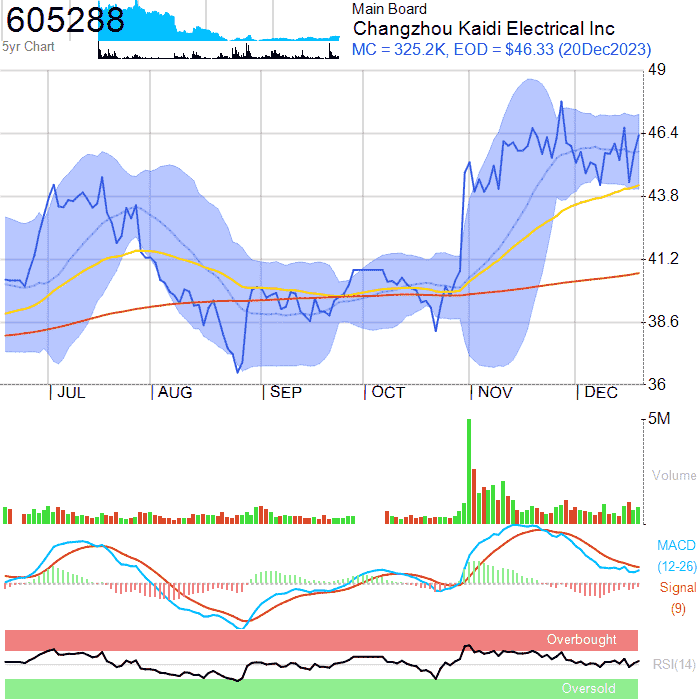 605288
5yr Chart
Main Board
Changzhou Kaidi Electrical Inc
MC = 325.2K, EOD = $46.33 (20Dec2023)
49
46.4
43.8
41.2
38.6
36
JUL AUG SEP OCT NOV DEC
5M
Volume
MACD
(12-26)
Signal
(9)
Overbought
RSI(14)
Oversold